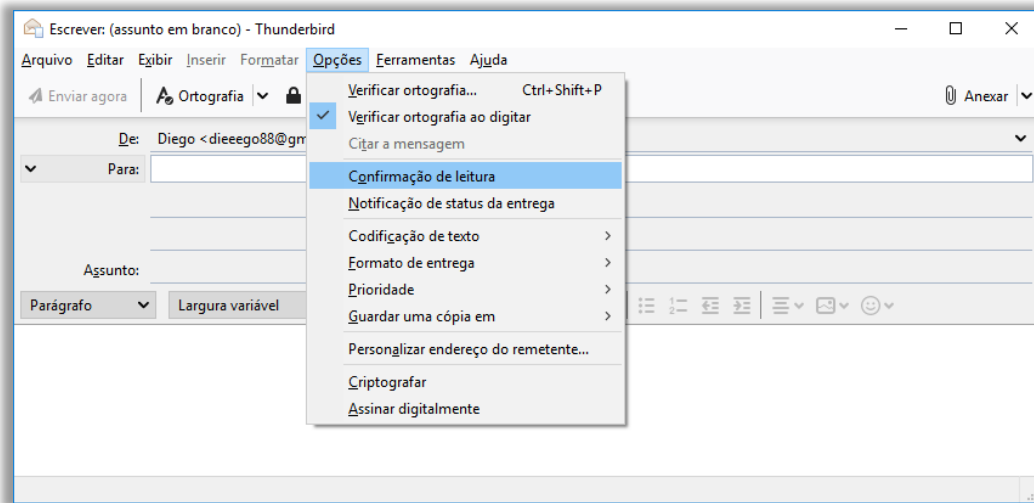 Escrever: (assunto em branco) - Thunderbird
Arquivo Editar Exibir Inserir Formatar Opções Ferramentas Ajuda
Enviar agora Ortografia Anexar
De: Diego <dieeego88@gm
Para:
Assunto:
Parágrafo Largura variável
Verificar ortografia... Ctrl+Shift+P
Verificar ortografia ao digitar
Citar a mensagem
Confirmação de leitura
Notificação de status da entrega
Codificação de texto
Formato de entrega
Prioridade
Guardar uma cópia em
Personalizar endereço do remetente...
Criptografar
Assinar digitalmente